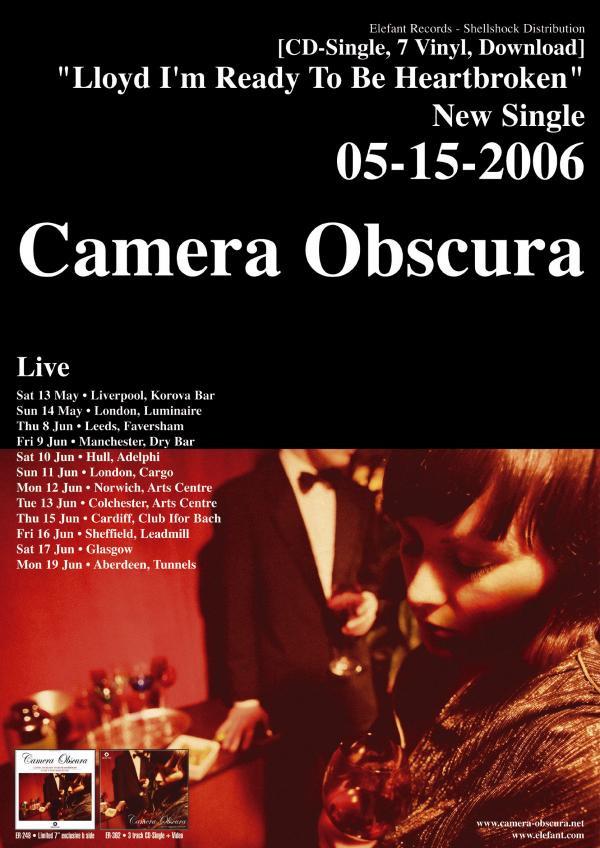 Elefant Records - Shellshock Distribution
[CD-Single, 7 Vinyl, Download]
"Lloyd I'm Ready To Be Heartbroken"
New Single
05-15-2006
Camera Obscura
Live
Sat 13 May • Liverpool, Korova Bar
Sun 14 May • London, Luminaire
Thu 8 Jun • Leeds, Faversham
Fri 9 Jun • Manchester, Dry Bar
Sat 10 Jun • Hull, Adelphi
Sun 11 Jun • London, Cargo
Mon 12 Jun • Norwich, Arts Centre
Tue 13 Jun • Colchester, Arts Centre
Thu 15 Jun • Cardiff, Club Ifor Bach
Fri 16 Jun • Sheffield, Leadmill
Sat 17 Jun • Glasgow
Mon 19 Jun • Aberdeen, Tunnels
Camera Obscura
Camera Obscura
ER-248 • Limited 7" exclusive b side
ER-362 • 3 track CD-Single + Video
www.camera-obscura.net
www.elefant.com